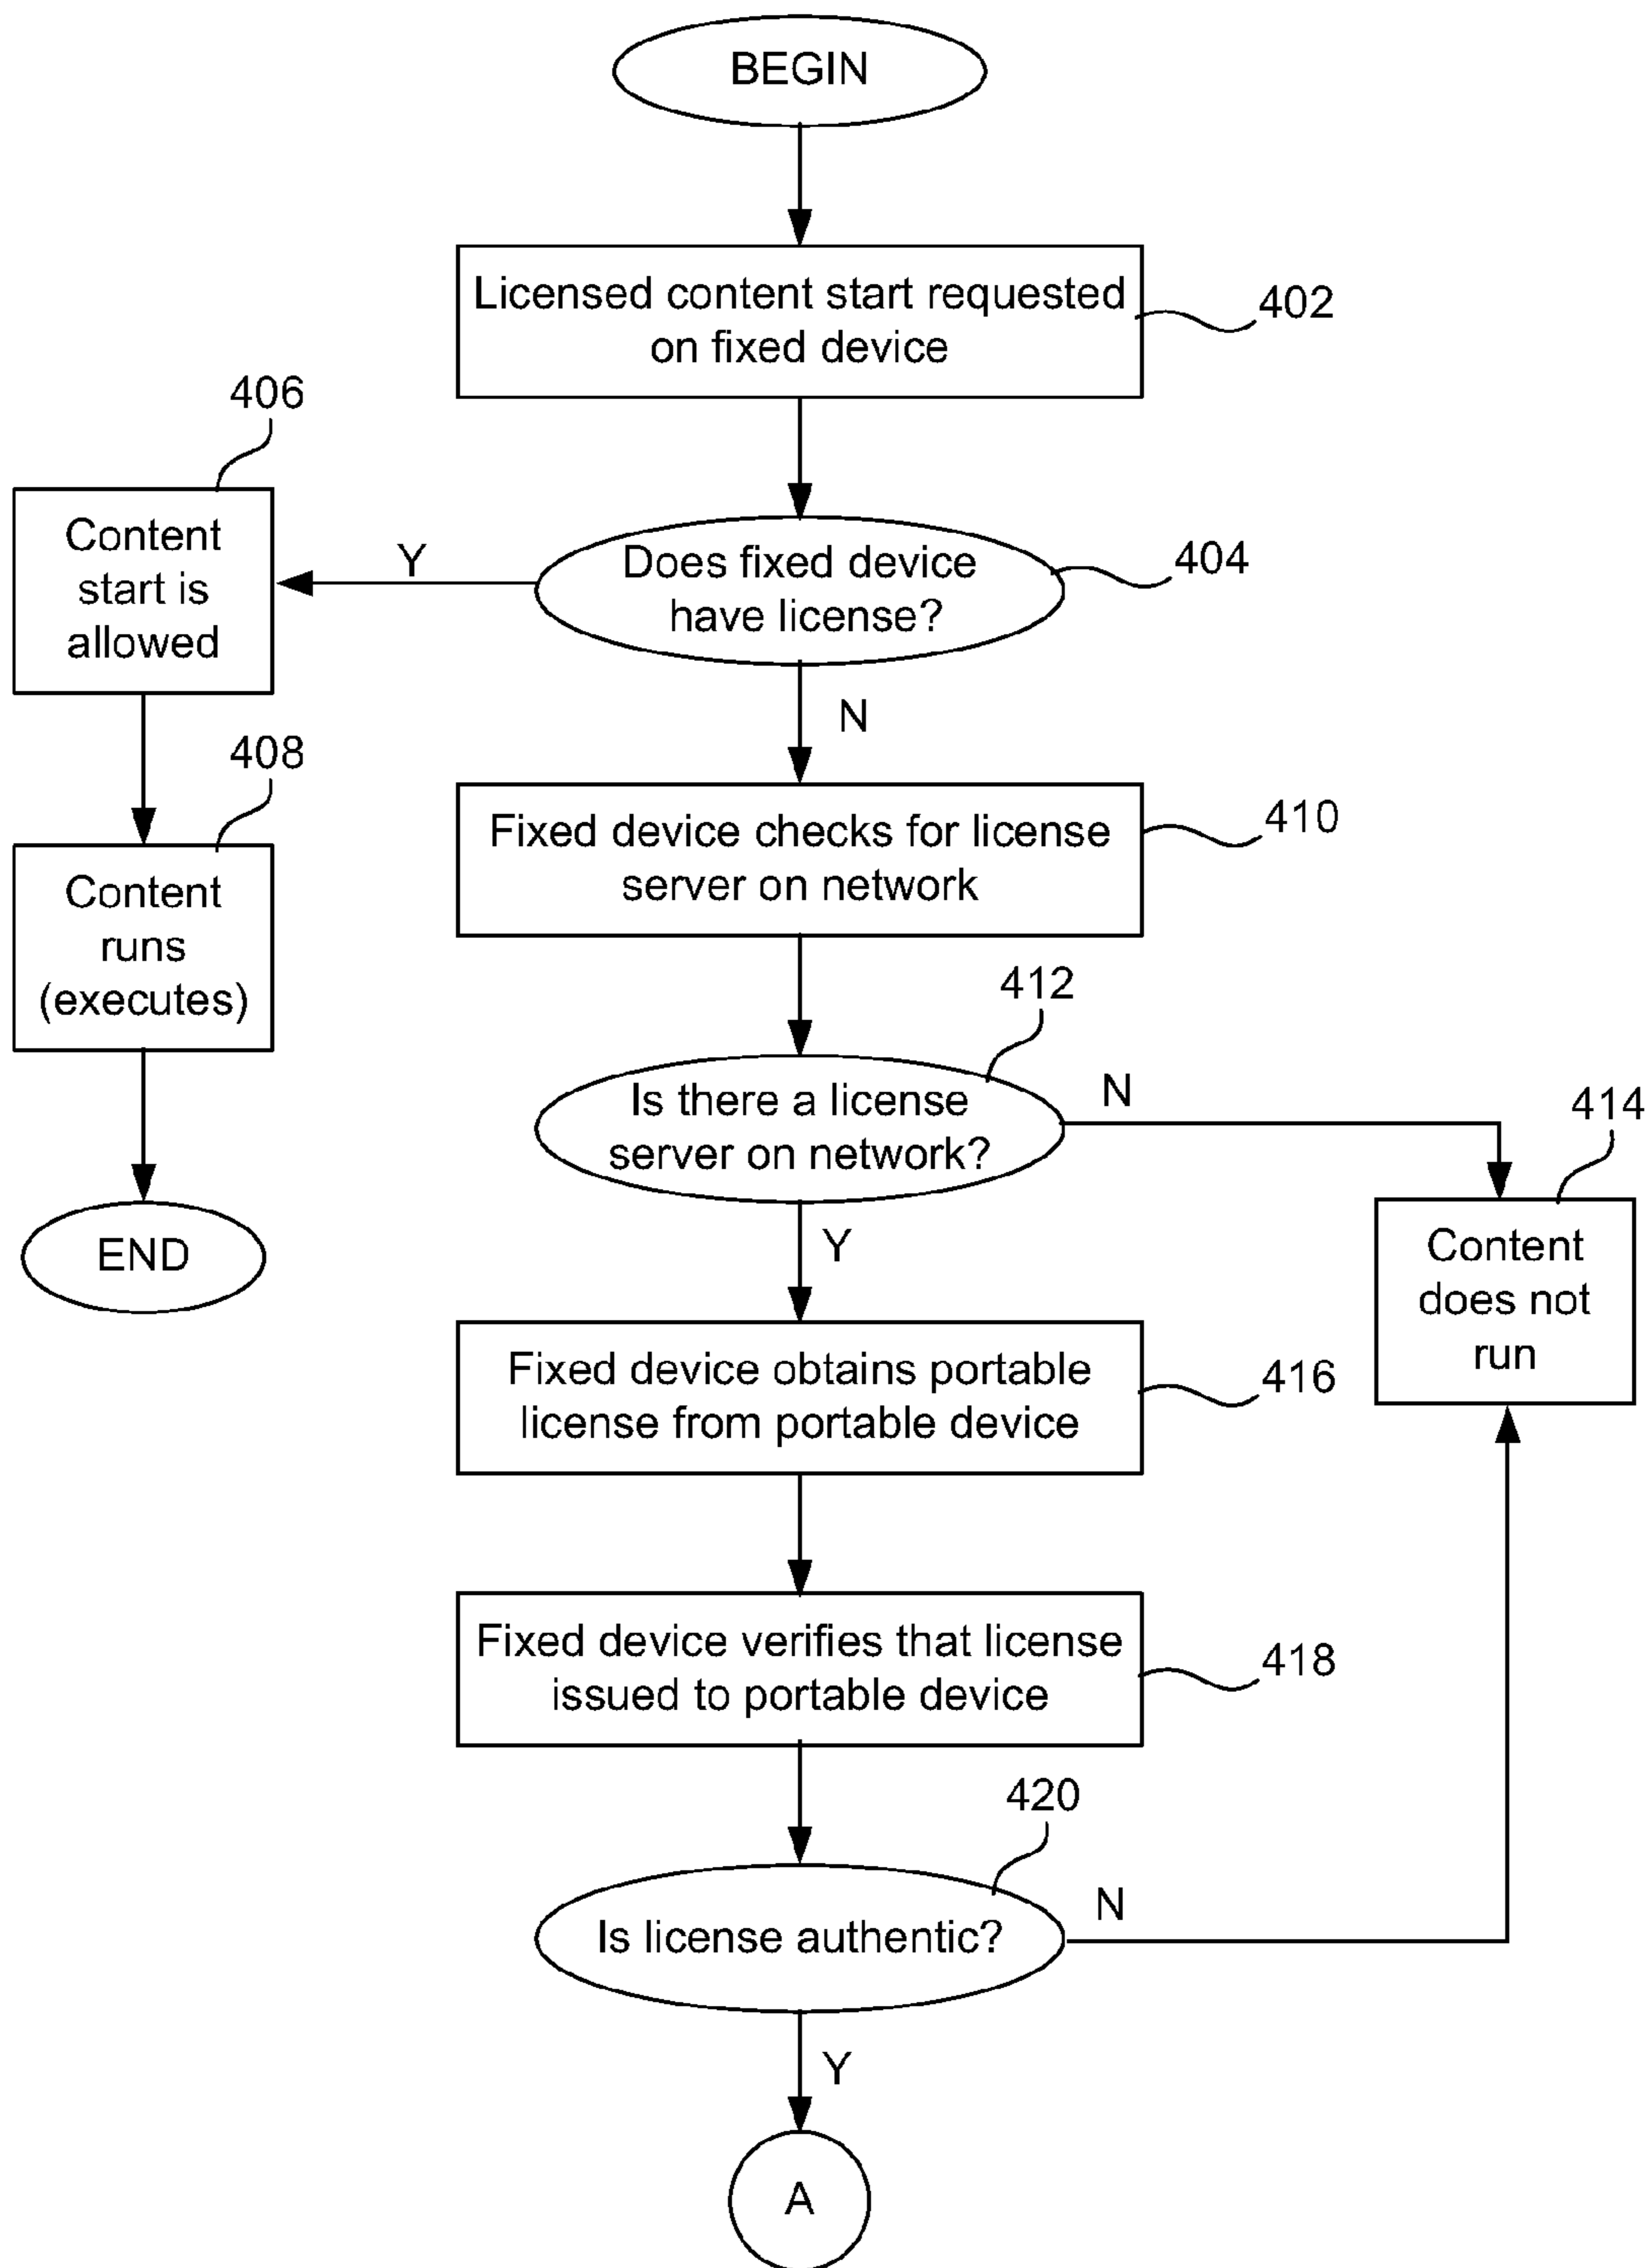 BEGIN
Licensed content start requested
on fixed device
402
406
Content
start is
allowed
Y
Does fixed device
have license?
404
N
408
Content
runs
(executes)
Fixed device checks for license
server on network
410
412
Is there a license
server on network?
N
414
END
Y
Content
does not
run
Fixed device obtains portable
license from portable device
416
Fixed device verifies that license
issued to portable device
418
420
Is license authentic?
N
Y
A